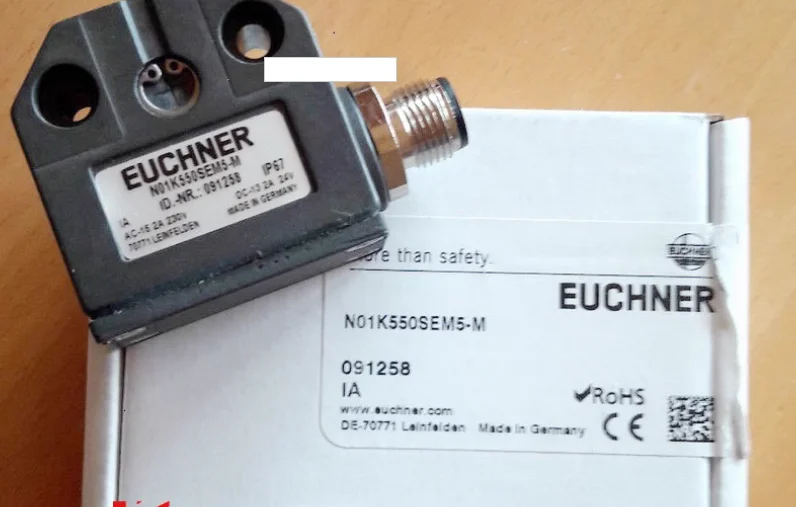 EUCHNER
N01K550SEM5-M
ID.-NR.: 091258 IP67
IA
AC-15 2A 230V DC-13 2A 24V
70771 LEINFELDEN MADE IN GERMANY
than safety.
EUCHNER
EUCHNER
N01K550SEM5-M
091258
IA
RoHS
www.euchner.com
CE
DE-70771 Leinfelden Made in Germany